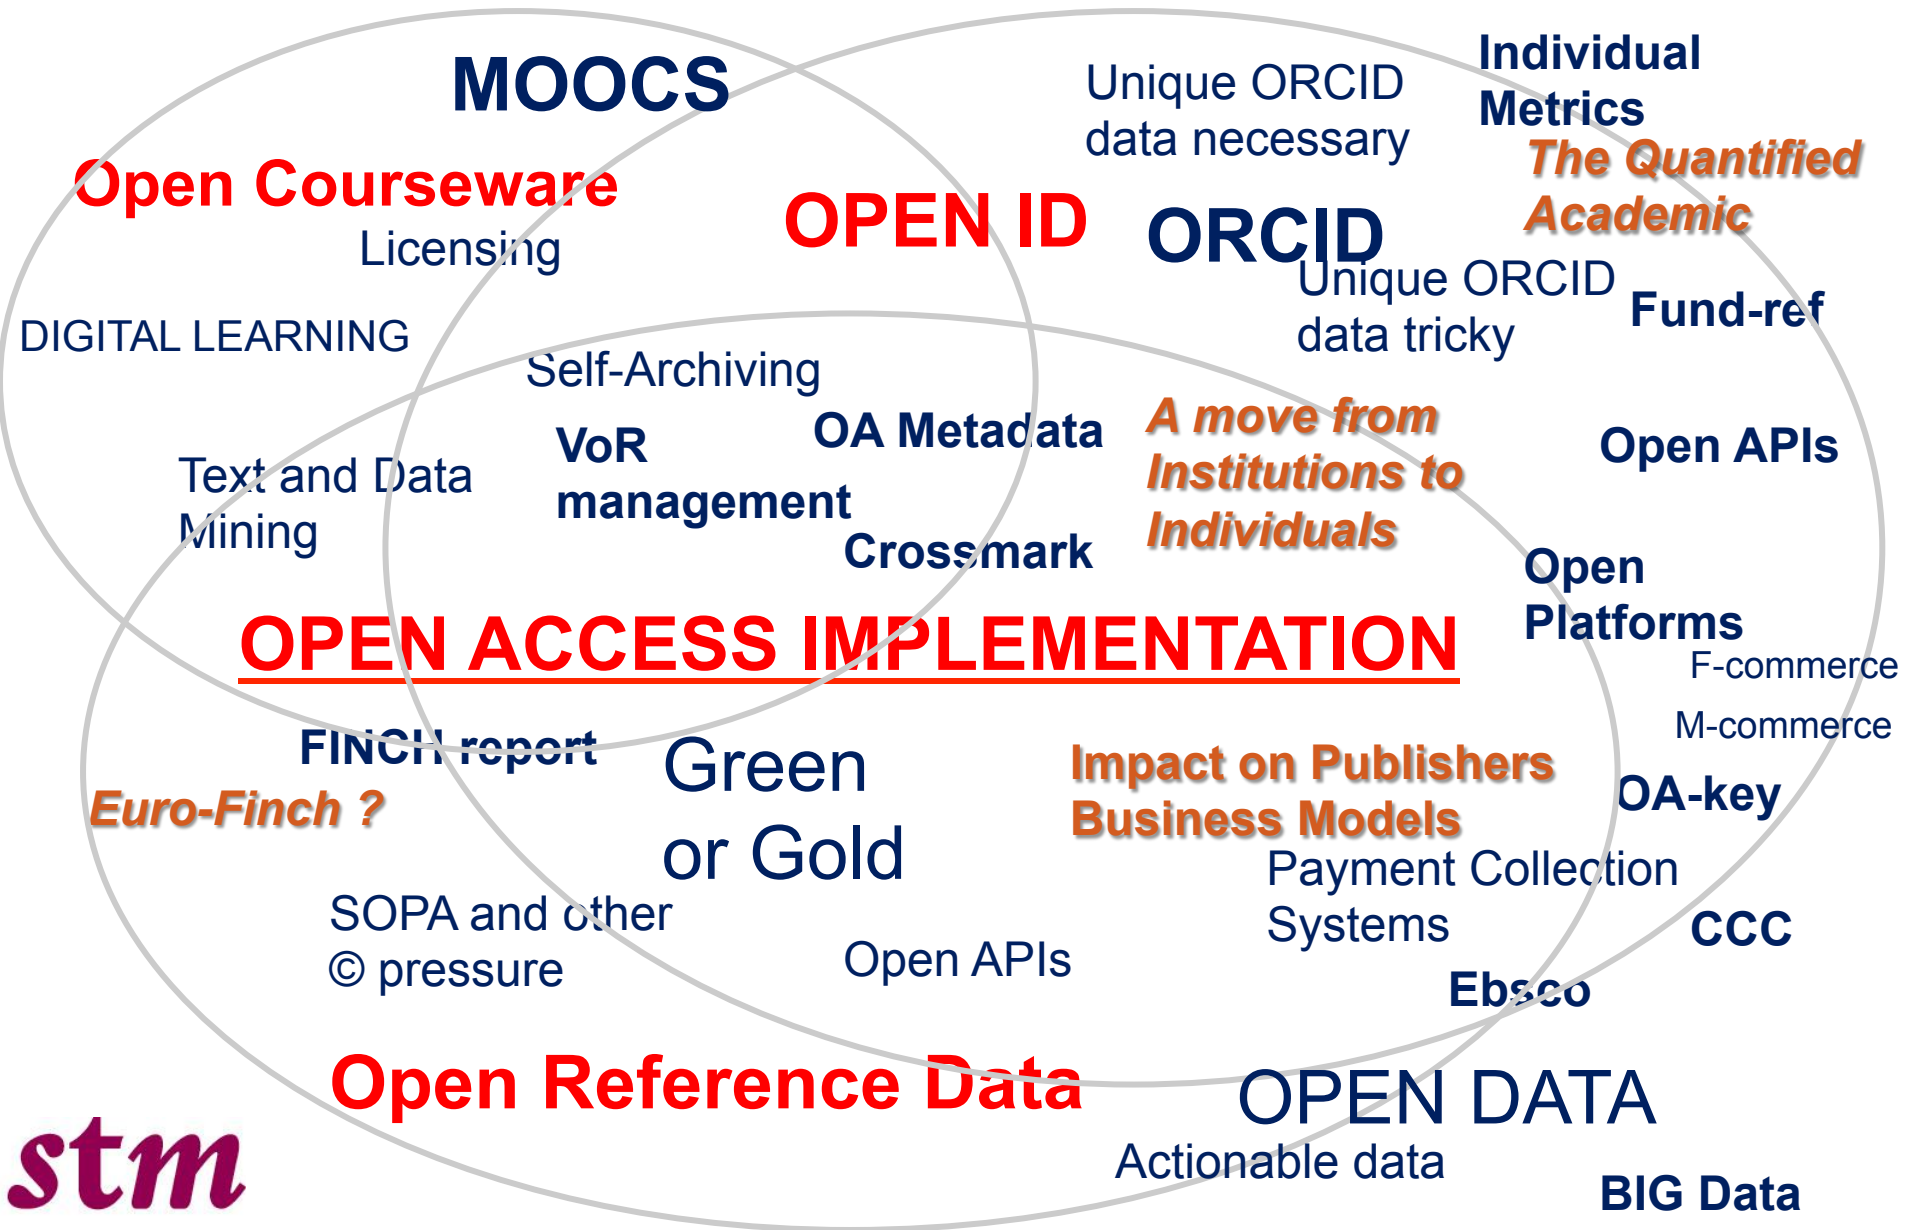 MOOCS
Unique ORCID
data necessary
Individual
Metrics
The Quantified
Academic
Open Courseware
Licensing
OPEN ID
ORCID
Unique ORCID
data tricky
Fund-ref
DIGITAL LEARNING
Self-Archiving
VoR
management
OA Metadata
Crossmark
A move from
Institutions to
Individuals
Open APIs
Text and Data
Mining
Open
Platforms
OPEN ACCESS IMPLEMENTATION
F-commerce
M-commerce
FINCH report
Euro-Finch ?
Green
or Gold
Impact on Publishers
Business Models
OA-key
Payment Collection
Systems
CCC
SOPA and other
© pressure
Open APIs
Ebsco
Open Reference Data
OPEN DATA
Actionable data
BIG Data
stm